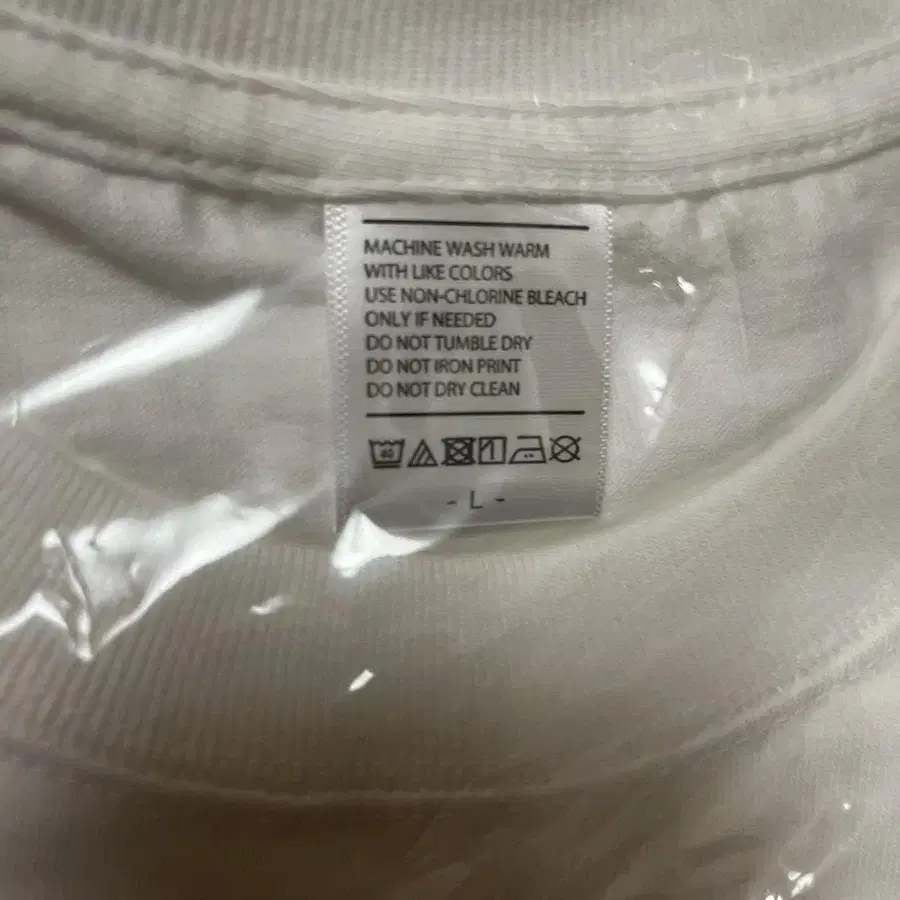 MACHINE WASH WARM
WITH LIKE COLORS
USE NON-CHLORINE BLEACH
ONLY IF NEEDED
DO NOT TUMBLE DRY
DO NOT IRON PRINT
DO NOT DRY CLEAN
40
- L -